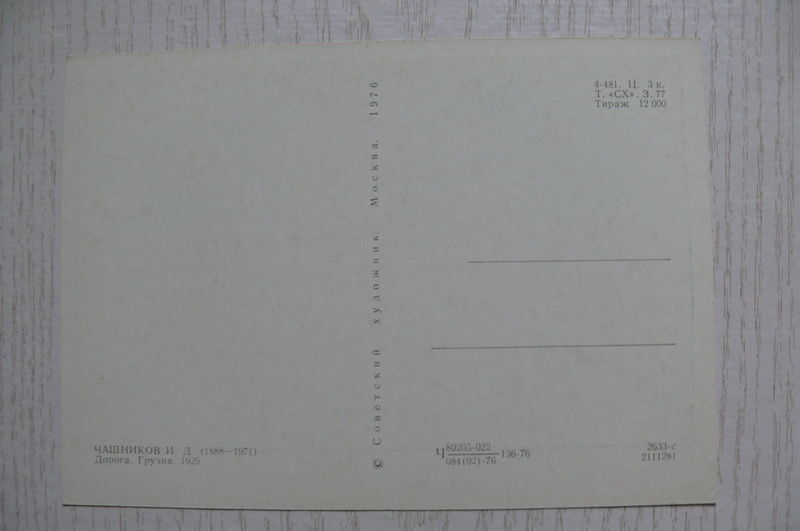 4-481. Ц. 3 к.
Т. «СХ». З. 77
Тираж 12 000
© Советский художник. Москва. 1976
ЧАШНИКОВ И. Д. (1888—1971)
Дорога. Грузия. 1929
Ч 80205-022
084(02)-76 -136-76
2633-с
2111281